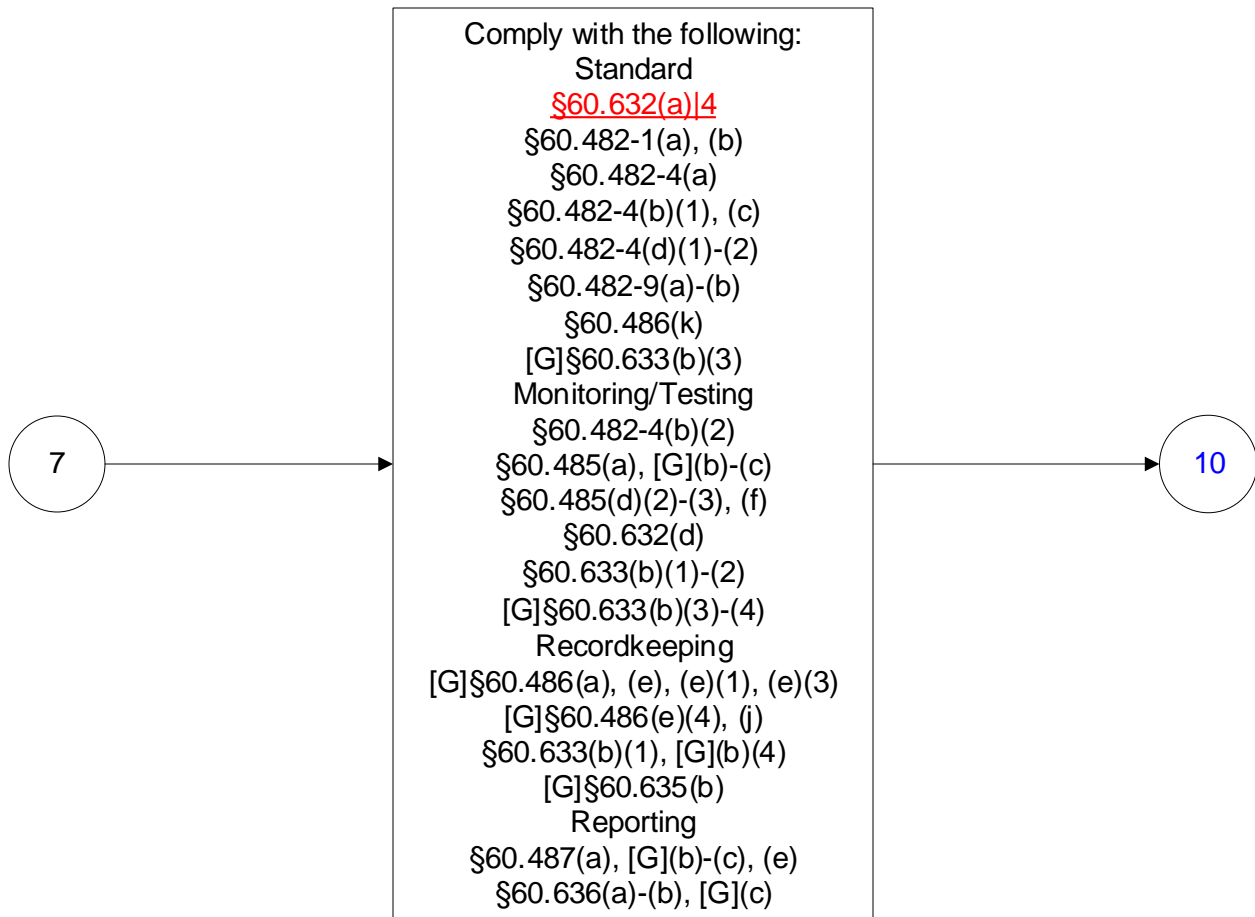 Comply with the following:
Standard
§60.632(a)|4
§60.482-1(a), (b)
§60.482-4(a)
§60.482-4(b)(1), (c)
§60.482-4(d)(1)-(2)
§60.482-9(a)-(b)
§60.486(k)
[G]§60.633(b)(3)
Monitoring/Testing
§60.482-4(b)(2)
7
10
§60.485(a), [G](b)-(c)
§60.485(d)(2)-(3), (f)
§60.632(d)
§60.633(b)(1)-(2)
[G]§60.633(b)(3)-(4)
Recordkeeping
[G]§60.486(a), (e), (e)(1), (e)(3)
[G]§60.486(e)(4), (j)
§60.633(b)(1), [G](b)(4)
[G]§60.635(b)
Reporting
§60.487(a), [G](b)-(c), (e)
§60.636(a)-(b), [G](c)